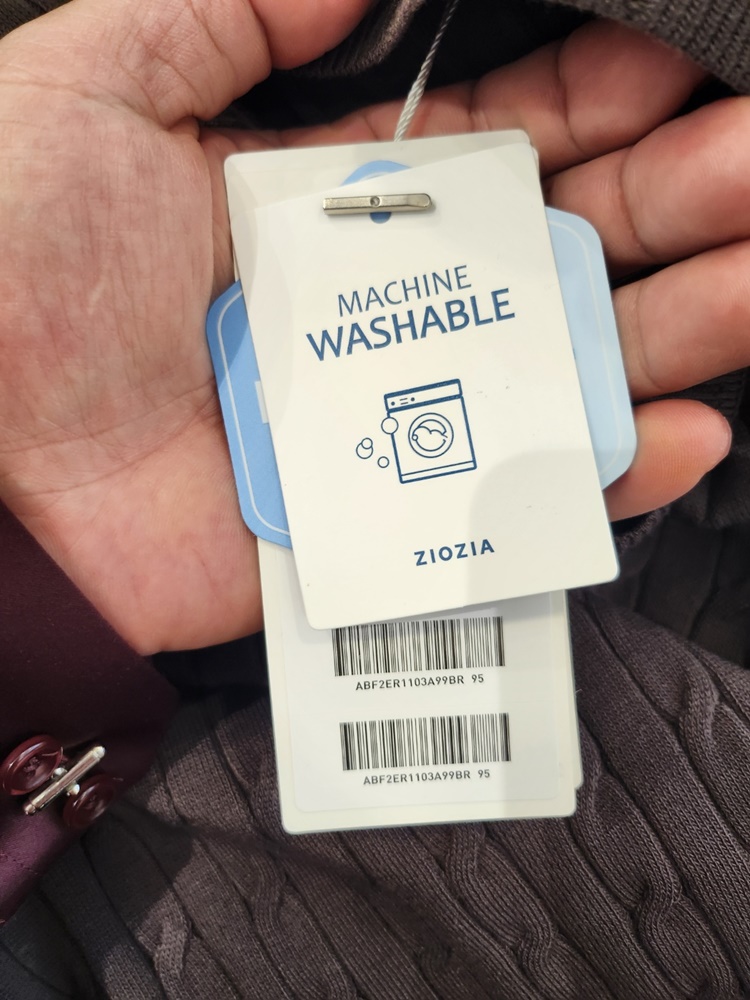 MACHINE
WASHABLE
ZIOZIA
ABF2ER1103A99BR 95
ABF2ER1103A99BR 95